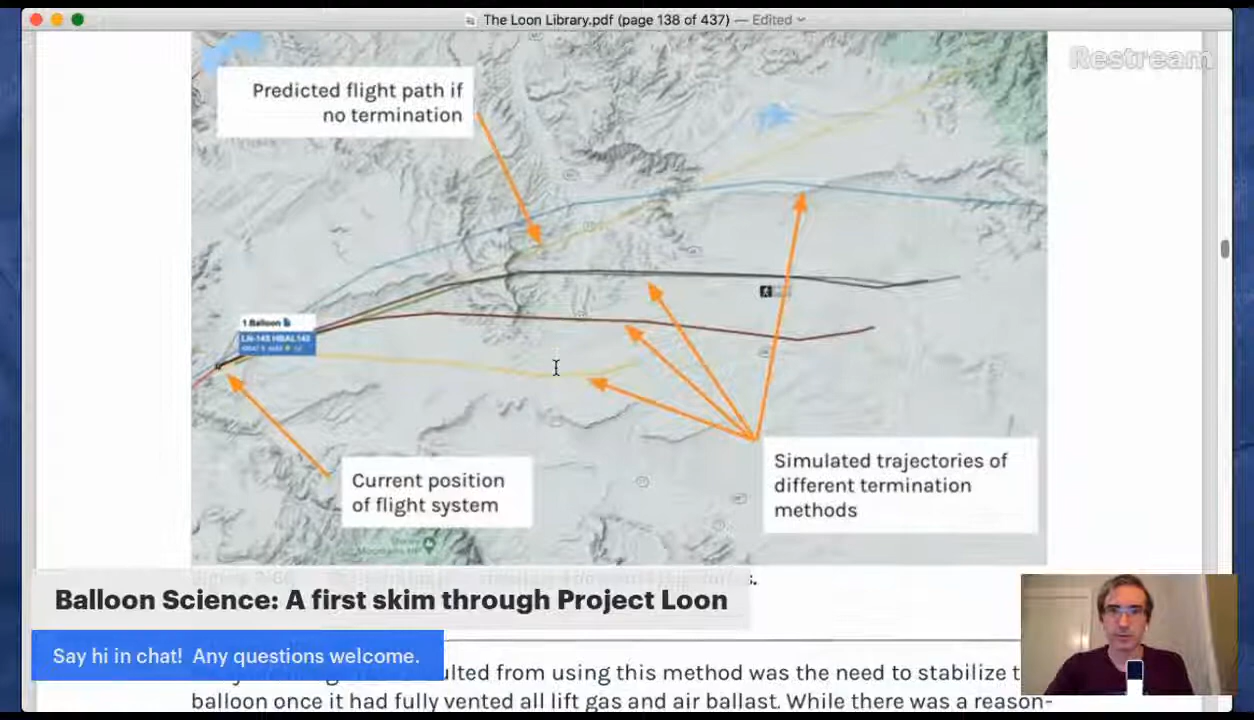 The Loon Library.pdf (page 138 of 437) — Edited
Restream
Predicted flight path if
no termination
1 Balloon
LN-145 HBAL145
Current position
of flight system
Simulated trajectories of
different termination
methods
Balloon Science: A first skim through Project Loon
Say hi in chat! Any questions welcome.
ulted from using this method was the need to stabilize t
balloon once it had fully vented all lift gas and air ballast. While there was a reason-